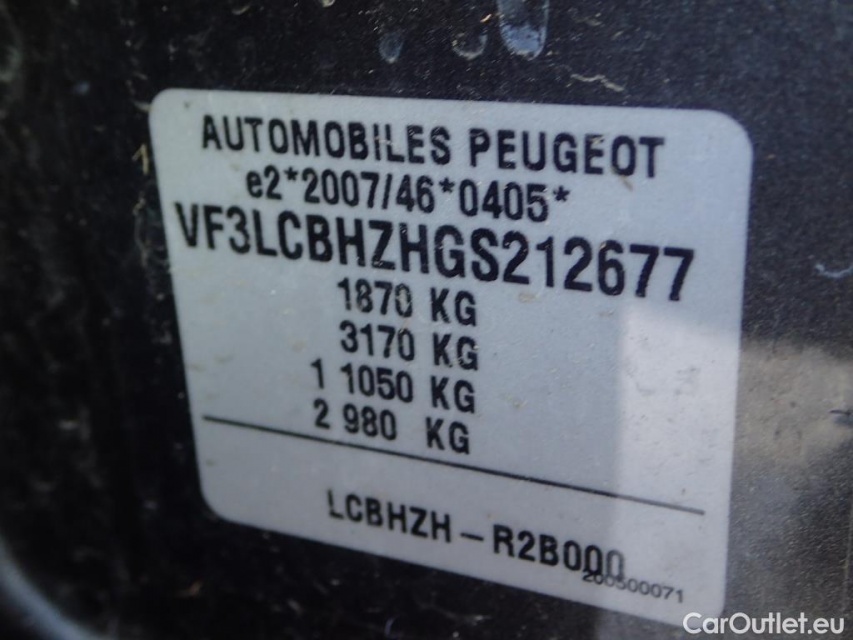 AUTOMOBILES PEUGEOT
e2*2007/46*0405*
VF3LCBHZHGS212677
1870 KG
3170 KG
1 1050 KG
2 980 KG
LCBHZH – R2B000
200500071
CarOutlet.eu